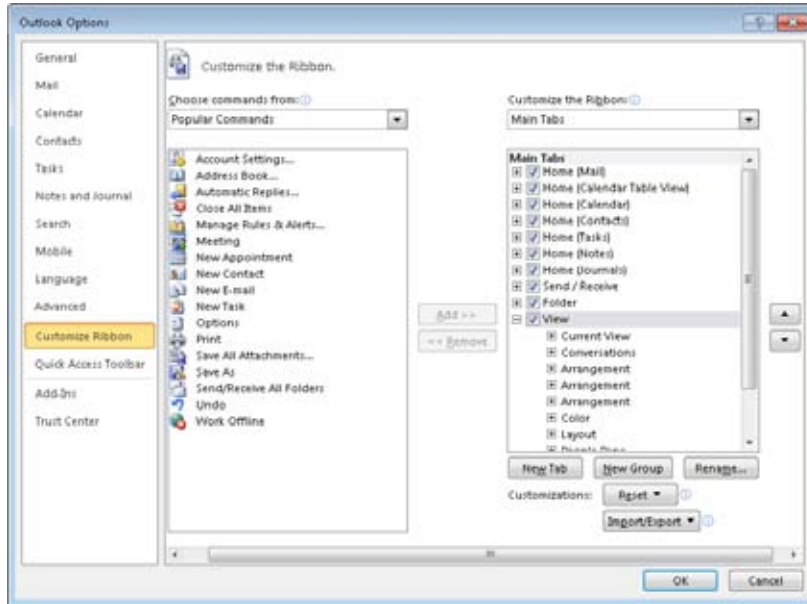 Outlook Options
General
Mail
Calendar
Contacts
Tasks
Notes and Journal
Search
Mobile
Language
Advanced
Customize Ribbon
Quick Access Toolbar
Add-Ins
Trust Center
Customize the Ribbon.
Choose commands from:
Popular Commands
Account Settings...
Address Book...
Automatic Replies...
Close All Items
Manage Rules & Alerts...
Meeting
New Appointment
New Contact
New E-mail
New Task
Options
Print
Save All Attachments...
Save As
Send/Receive All Folders
Undo
Work Offline
Add >>
<< Remove
Customize the Ribbon:
Main Tabs
Main Tabs
Home (Mail)
Home (Calendar Table View)
Home (Calendar)
Home (Contacts)
Home (Tasks)
Home (Notes)
Home (Journals)
Send / Receive
Folder
View
Current View
Conversations
Arrangement
Arrangement
Arrangement
Color
Layout
People Pane
New Tab New Group Rename...
Customizations: Reset
Import/Export
OK Cancel